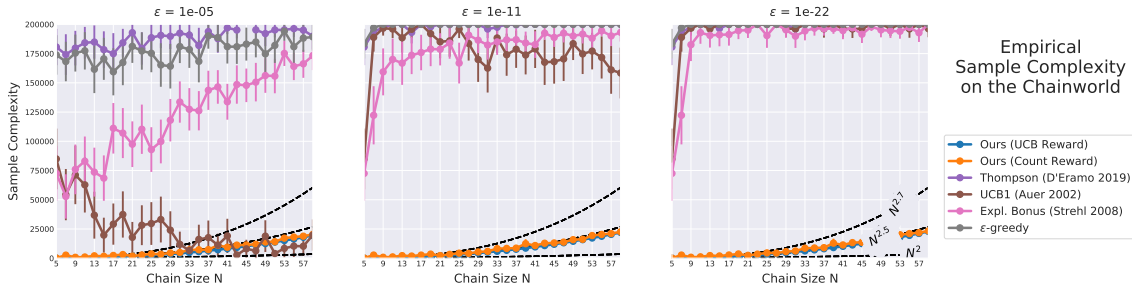 ε = 1e-05
ε = 1e-11
ε = 1e-22
200000
175000
150000
125000
100000
75000
50000
25000
0
Sample Complexity
5 9 13 17 21 25 29 33 37 41 45 49 53 57
Chain Size N
5 9 13 17 21 25 29 33 37 41 45 49 53 57
Chain Size N
5 9 13 17 21 25 29 33 37 41 45 49 53 57
Chain Size N
N^2.7
N^2.5
N^2
Empirical
Sample Complexity
on the Chainworld
Ours (UCB Reward)
Ours (Count Reward)
Thompson (D'Eramo 2019)
UCB1 (Auer 2002)
Expl. Bonus (Strehl 2008)
ε-greedy